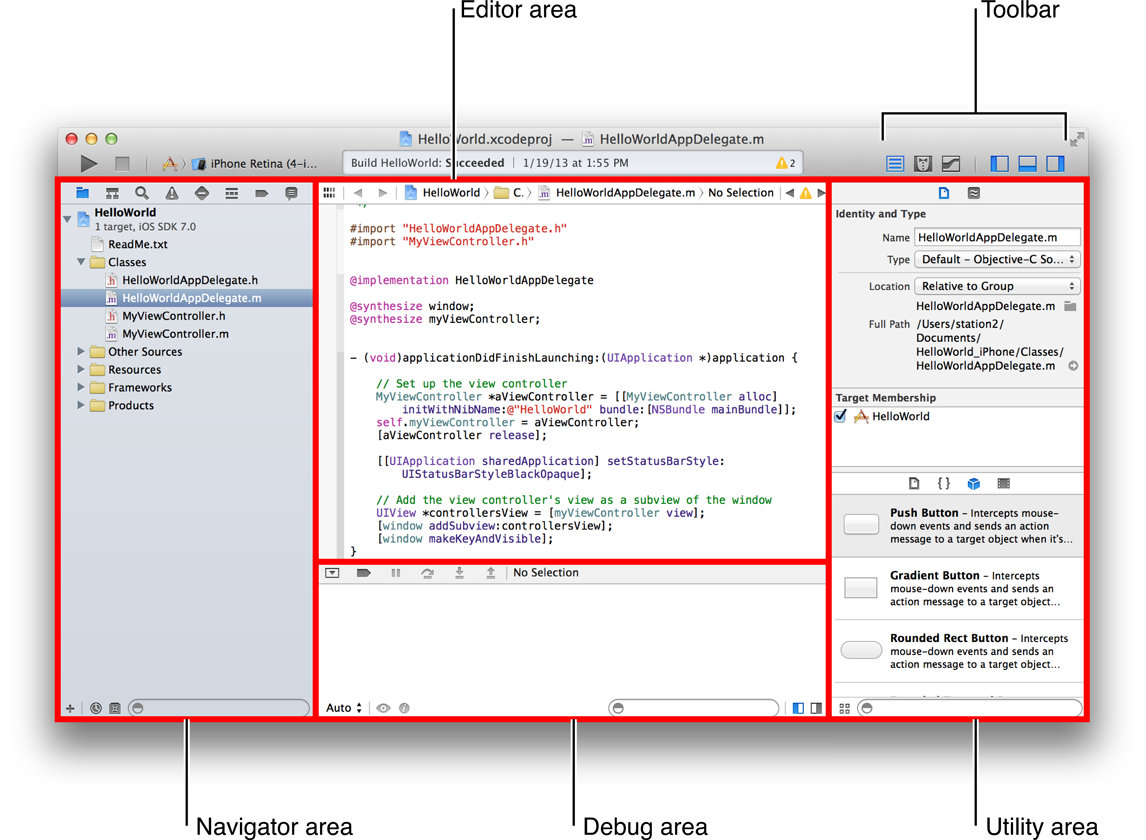 Editor area
Toolbar
HelloWorld.xcodeproj — HelloWorldAppDelegate.m
iPhone Retina (4-i...
Build HelloWorld: Succeeded | 1/19/13 at 1:55 PM
2
HelloWorld
1 target, iOS SDK 7.0
ReadMe.txt
Classes
HelloWorldAppDelegate.h
HelloWorldAppDelegate.m
MyViewController.h
MyViewController.m
Other Sources
Resources
Frameworks
Products
HelloWorld
C.
HelloWorldAppDelegate.m
No Selection
#import "HelloWorldAppDelegate.h"
#import "MyViewController.h"
@implementation HelloWorldAppDelegate
@synthesize window;
@synthesize myViewController;
- (void)applicationDidFinishLaunching:(UIApplication *)application {
// Set up the view controller
MyViewController *aViewController = [[MyViewController alloc]
initWithNibName:@"HelloWorld" bundle:[NSBundle mainBundle]];
self.myViewController = aViewController;
[aViewController release];
[[UIApplication sharedApplication] setStatusBarStyle:
UIStatusBarStyleBlackOpaque];
// Add the view controller's view as a subview of the window
UIView *controllersView = [myViewController view];
[window addSubview:controllersView];
[window makeKeyAndVisible];
}
No Selection
Auto
Identity and Type
Name HelloWorldAppDelegate.m
Type Default - Objective-C So...
Location Relative to Group
HelloWorldAppDelegate.m
Full Path /Users/station2/
Documents/
HelloWorld_iPhone/Classes/
HelloWorldAppDelegate.m
Target Membership
HelloWorld
{ }
Push Button - Intercepts mouse-
down events and sends an action
message to a target object when it's...
Gradient Button - Intercepts
mouse-down events and sends an
action message to a target object...
Rounded Rect Button - Intercepts
mouse-down events and sends an
action message to a target object...
Navigator area
Debug area
Utility area